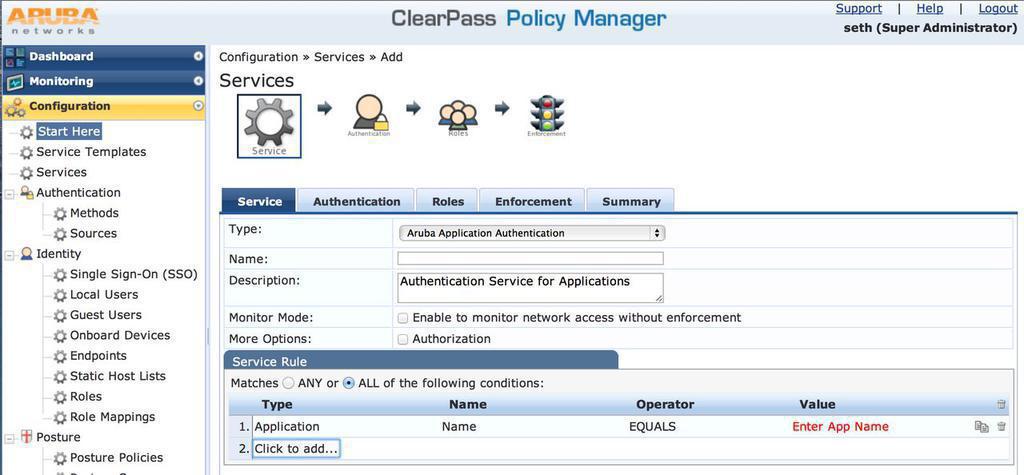 ARUBA
networks
ClearPass Policy Manager
Support | Help | Logout
seth (Super Administrator)
Dashboard
Monitoring
Configuration
Start Here
Service Templates
Services
Authentication
Methods
Sources
Identity
Single Sign-On (SSO)
Local Users
Guest Users
Onboard Devices
Endpoints
Static Host Lists
Roles
Role Mappings
Posture
Posture Policies
Configuration » Services » Add
Services
Service
Authentication
Roles
Enforcement
Service Authentication Roles Enforcement Summary
Type: Aruba Application Authentication
Name:
Description: Authentication Service for Applications
Monitor Mode: Enable to monitor network access without enforcement
More Options: Authorization
Service Rule
Matches ANY or ALL of the following conditions:
Type Name Operator Value
1. Application Name EQUALS Enter App Name
2. Click to add...